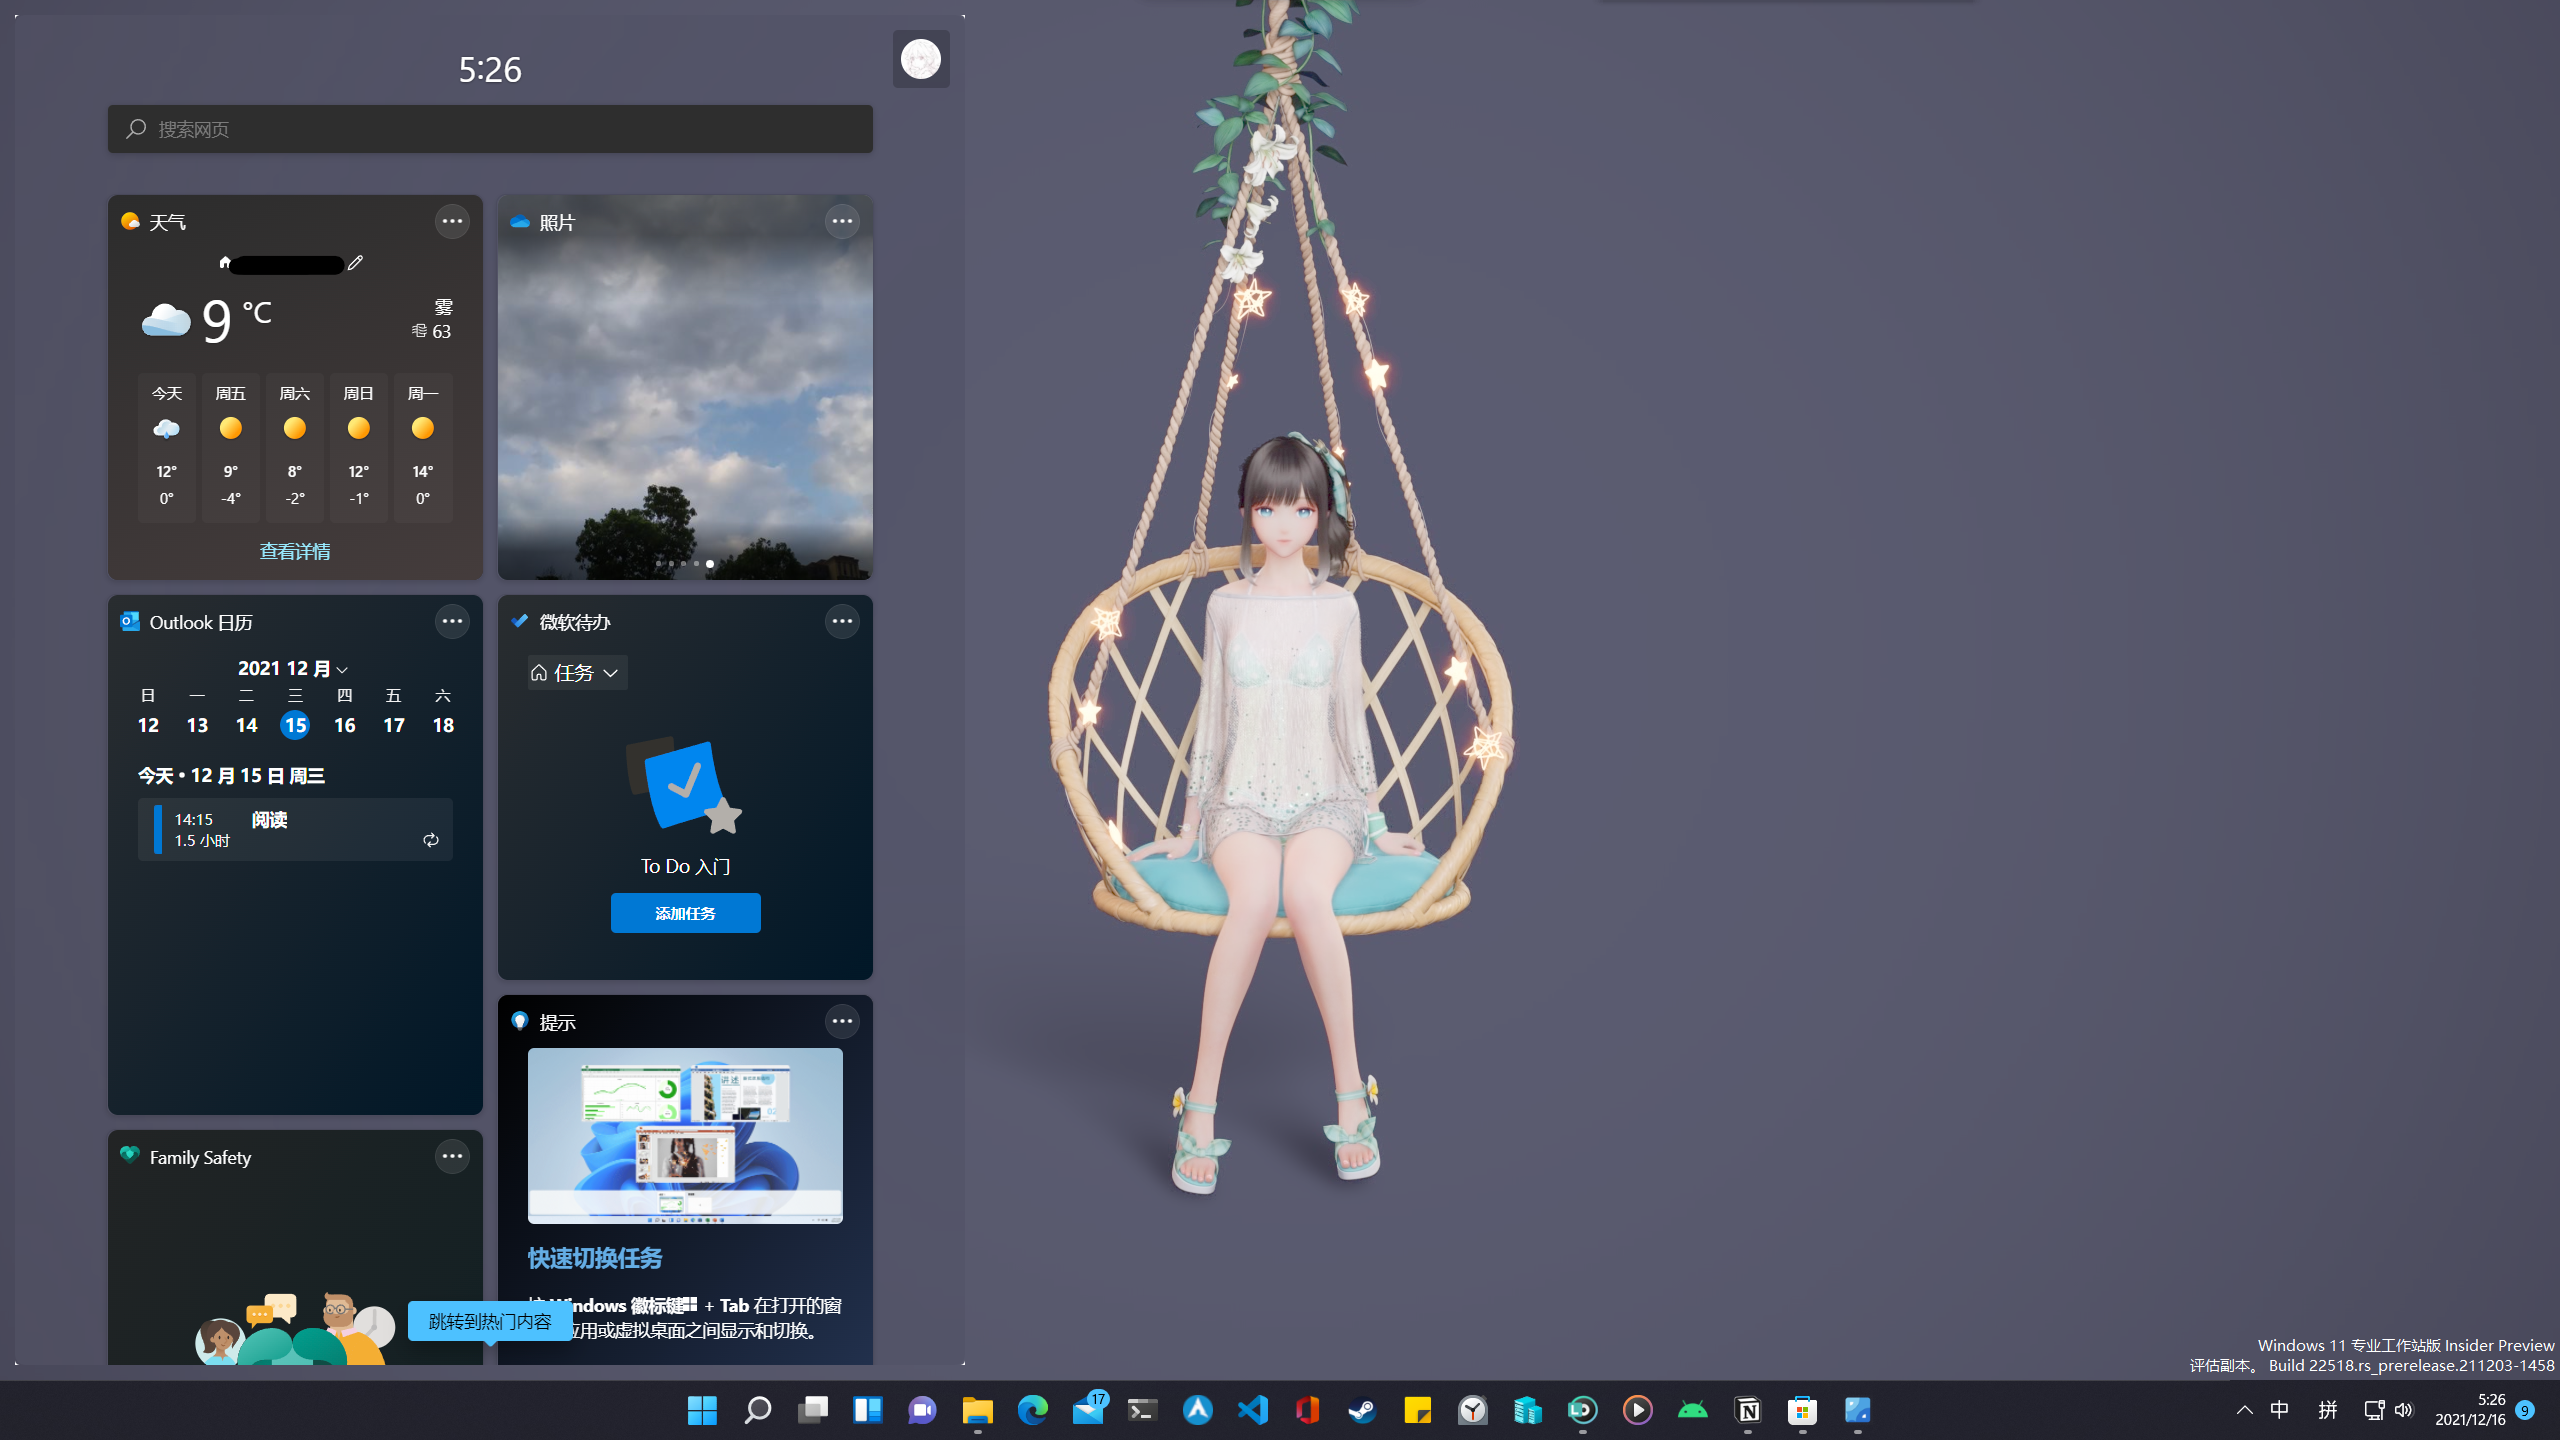 5:26
搜索网页
天气
9 °C
雾
63
今天 周五 周六 周日 周一
12° 9° 8° 12° 14°
0° -4° -2° -1° 0°
查看详情
照片
Outlook 日历
2021 12 月
日 一 二 三 四 五 六
12 13 14 15 16 17 18
今天 • 12 月 15 日 周三
14:15 阅读
1.5 小时
微软待办
任务
To Do 入门
添加任务
提示
讲述
快速切换任务
Windows 徽标键 + Tab 在打开的窗
应用或虚拟桌面之间显示和切换。
Family Safety
跳转到热门内容
Windows 11 专业工作站版 Insider Preview
评估副本。 Build 22518.rs_prerelease.211203-1458
17
中 拼
5:26
2021/12/16
9